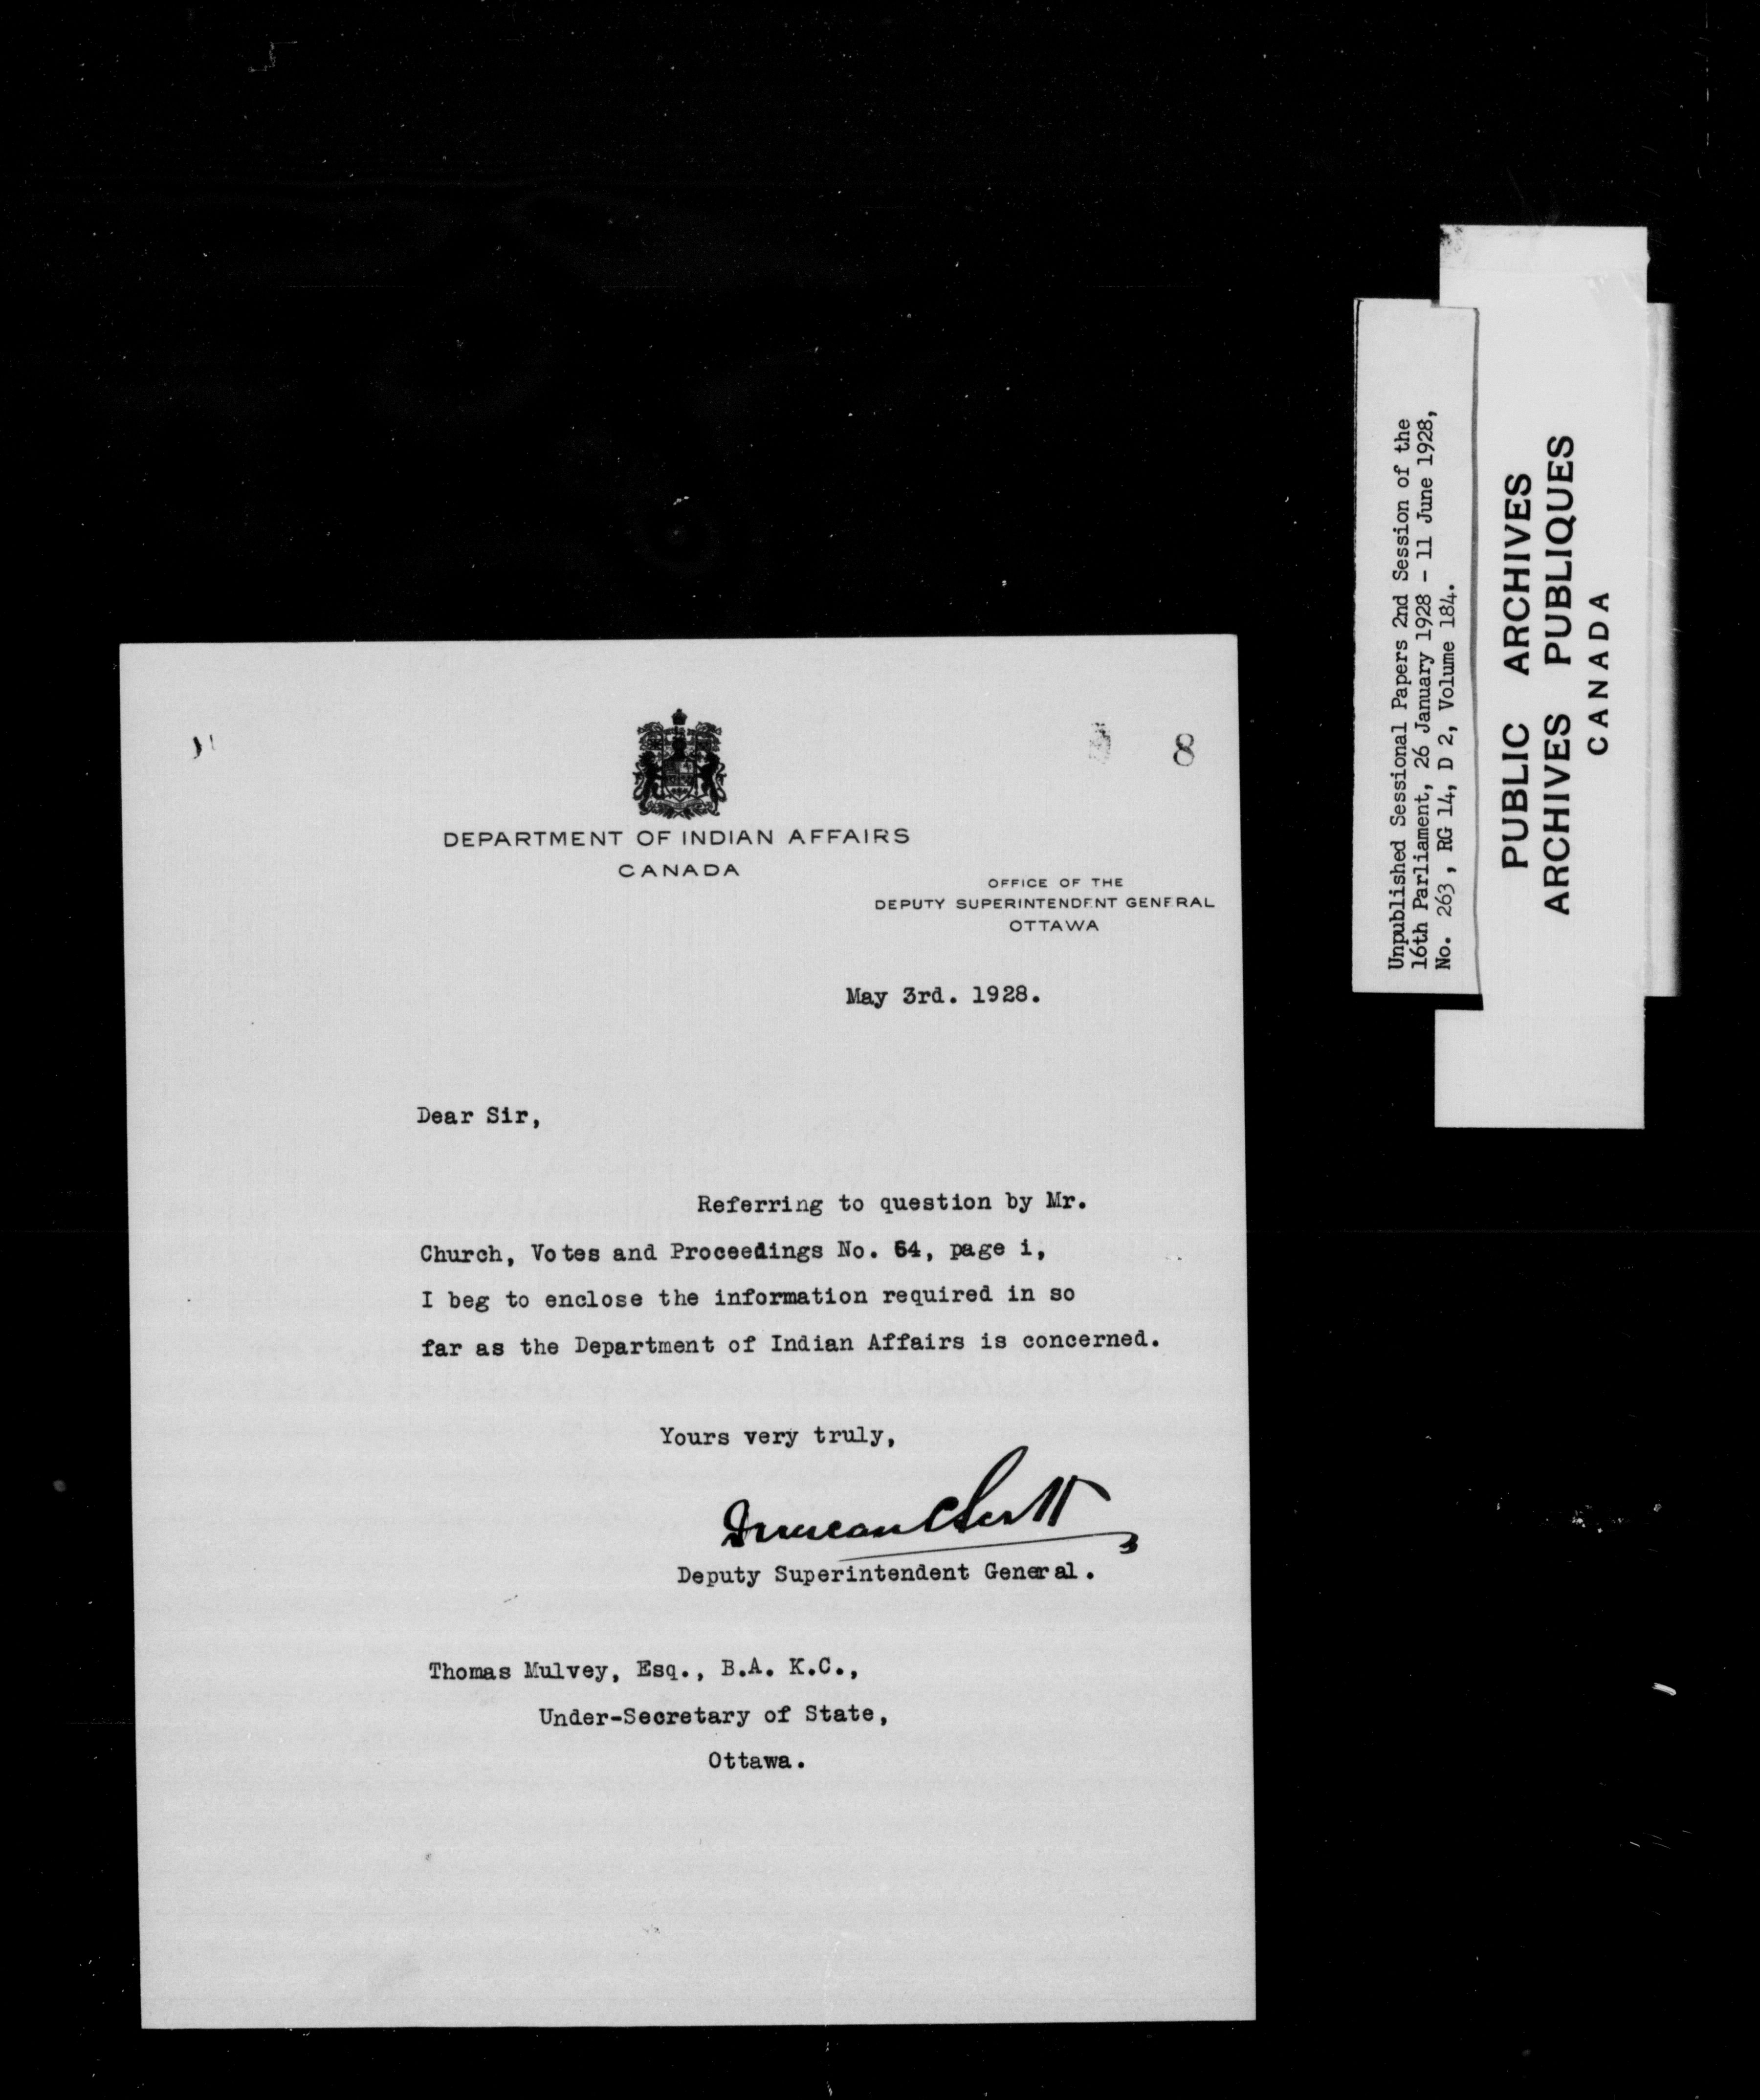 8
DEPARTMENT OF INDIAN AFFAIRS
CANADA
OFFICE OF THE
DEPUTY SUPERINTENDENT GENERAL
OTTAWA
May 3rd. 1928.
Dear Sir,
Referring to question by Mr.
Church, Votes and Proceedings No. 64, page i,
I beg to enclose the information required in so
far as the Department of Indian Affairs is concerned.
Yours very truly,
Duncan C Scott
Deputy Superintendent General.
Thomas Mulvey, Esq., B.A. K.C.,
Under-Secretary of State,
Ottawa.
Unpublished Sessional Papers 2nd Session of the
16th Parliament, 26 January 1928 - 11 June 1928,
No. 263, RG 14, D 2, Volume 184.
PUBLIC ARCHIVES
ARCHIVES PUBLIQUES
CANADA